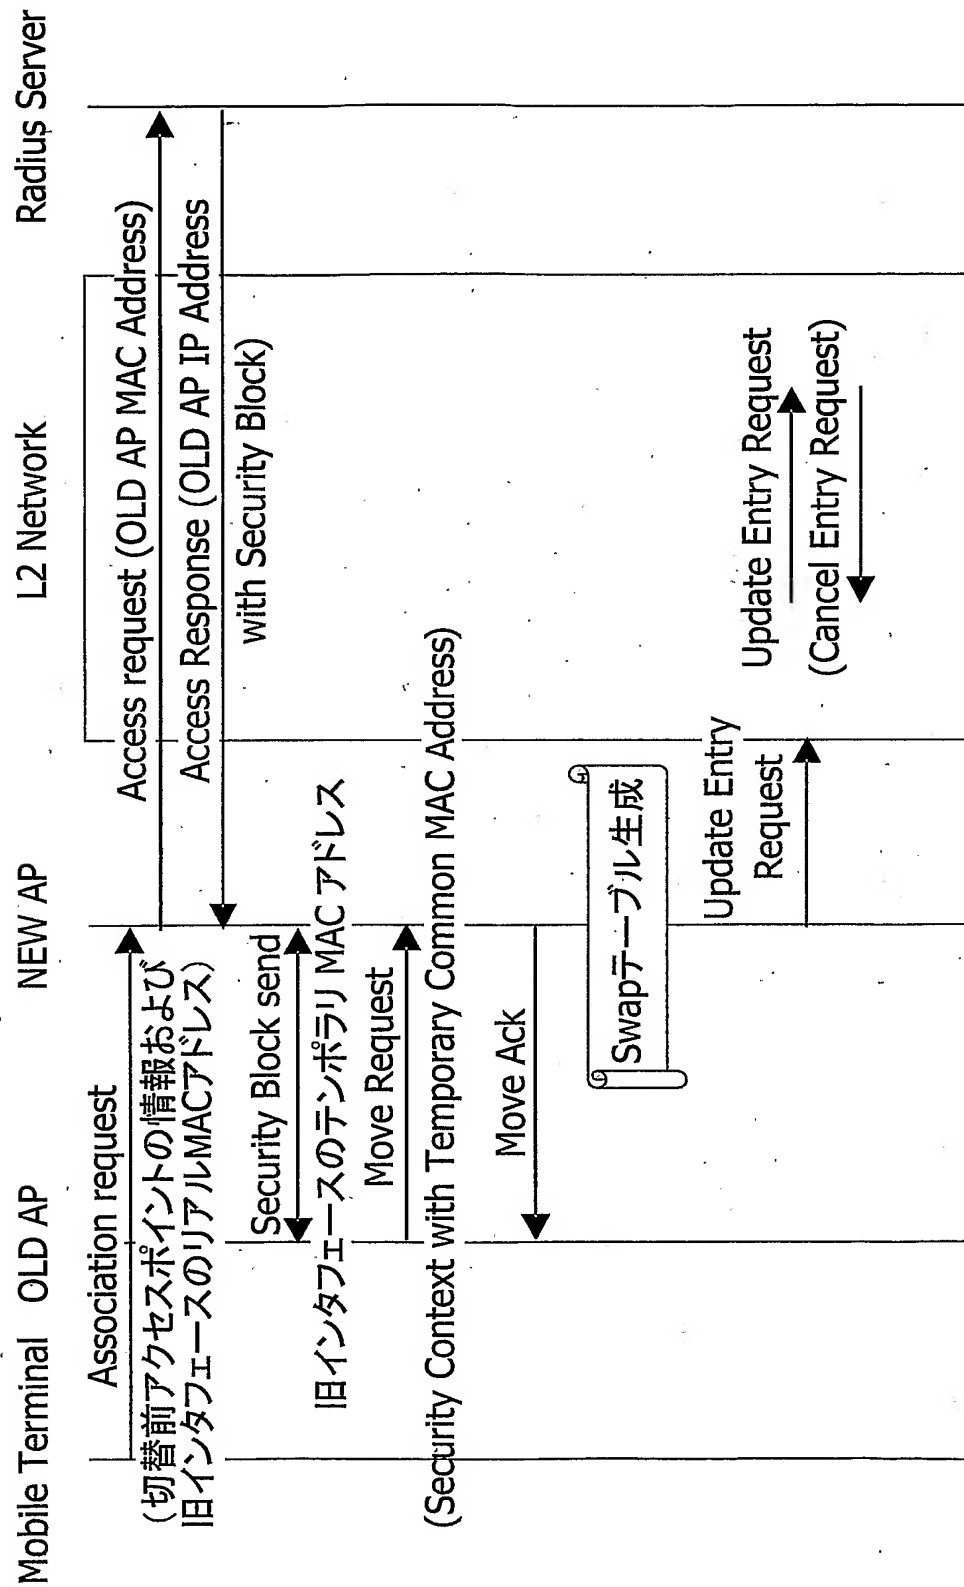 Mobile Terminal
OLD AP
NEW AP
L2 Network
Radius Server
Association request
(切替前アクセスポイントの情報および
旧インタフェースのリアルMACアドレス)
Access request (OLD AP MAC Address)
Access Response (OLD AP IP Address
with Security Block)
Security Block send
旧インタフェースのテンポラリ MAC アドレス
Move Request
(Security Context with Temporary Common MAC Address)
Move Ack
Swapテーブル生成
Update Entry
Request
Update Entry Request
(Cancel Entry Request)